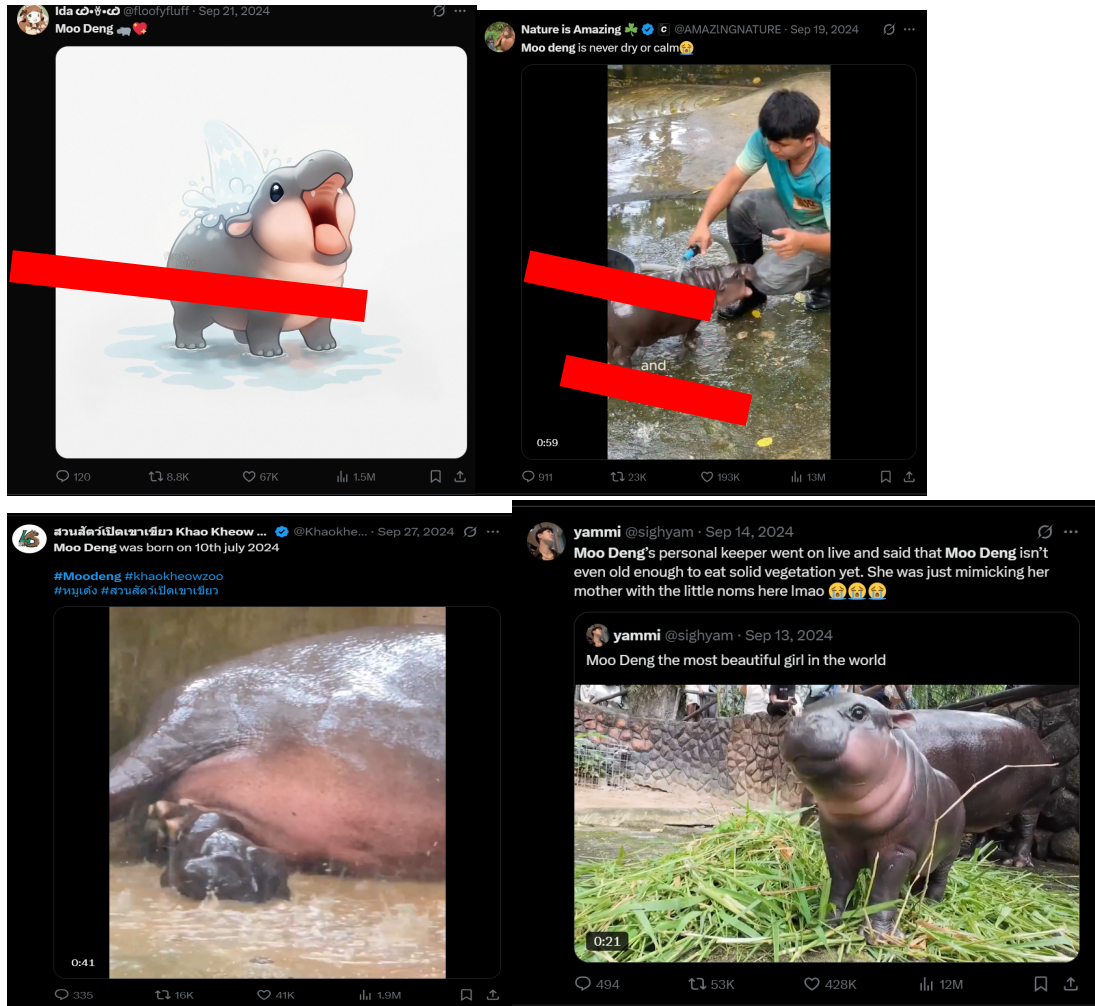 Ida @floofyfluff · Sep 21, 2024
Moo Deng 🦛💖
120 8.8K 67K 1.5M
Nature is Amazing ☘️ @AMAZlNGNATURE · Sep 19, 2024
Moo deng is never dry or calm😭
and
0:59
911 23K 193K 13M
สวนสัตว์เปิดเขาเขียว Khao Kheow ... @Khaokhe... · Sep 27, 2024
Moo Deng was born on 10th july 2024
#Moodeng #khaokheowzoo
#หมูเด้ง #สวนสัตว์เปิดเขาเขียว
0:41
335 16K 41K 1.9M
yammi @sighyam · Sep 14, 2024
Moo Deng's personal keeper went on live and said that Moo Deng isn't
even old enough to eat solid vegetation yet. She was just mimicking her
mother with the little noms here lmao 😭😭😭
yammi @sighyam · Sep 13, 2024
Moo Deng the most beautiful girl in the world
0:21
494 53K 428K 12M